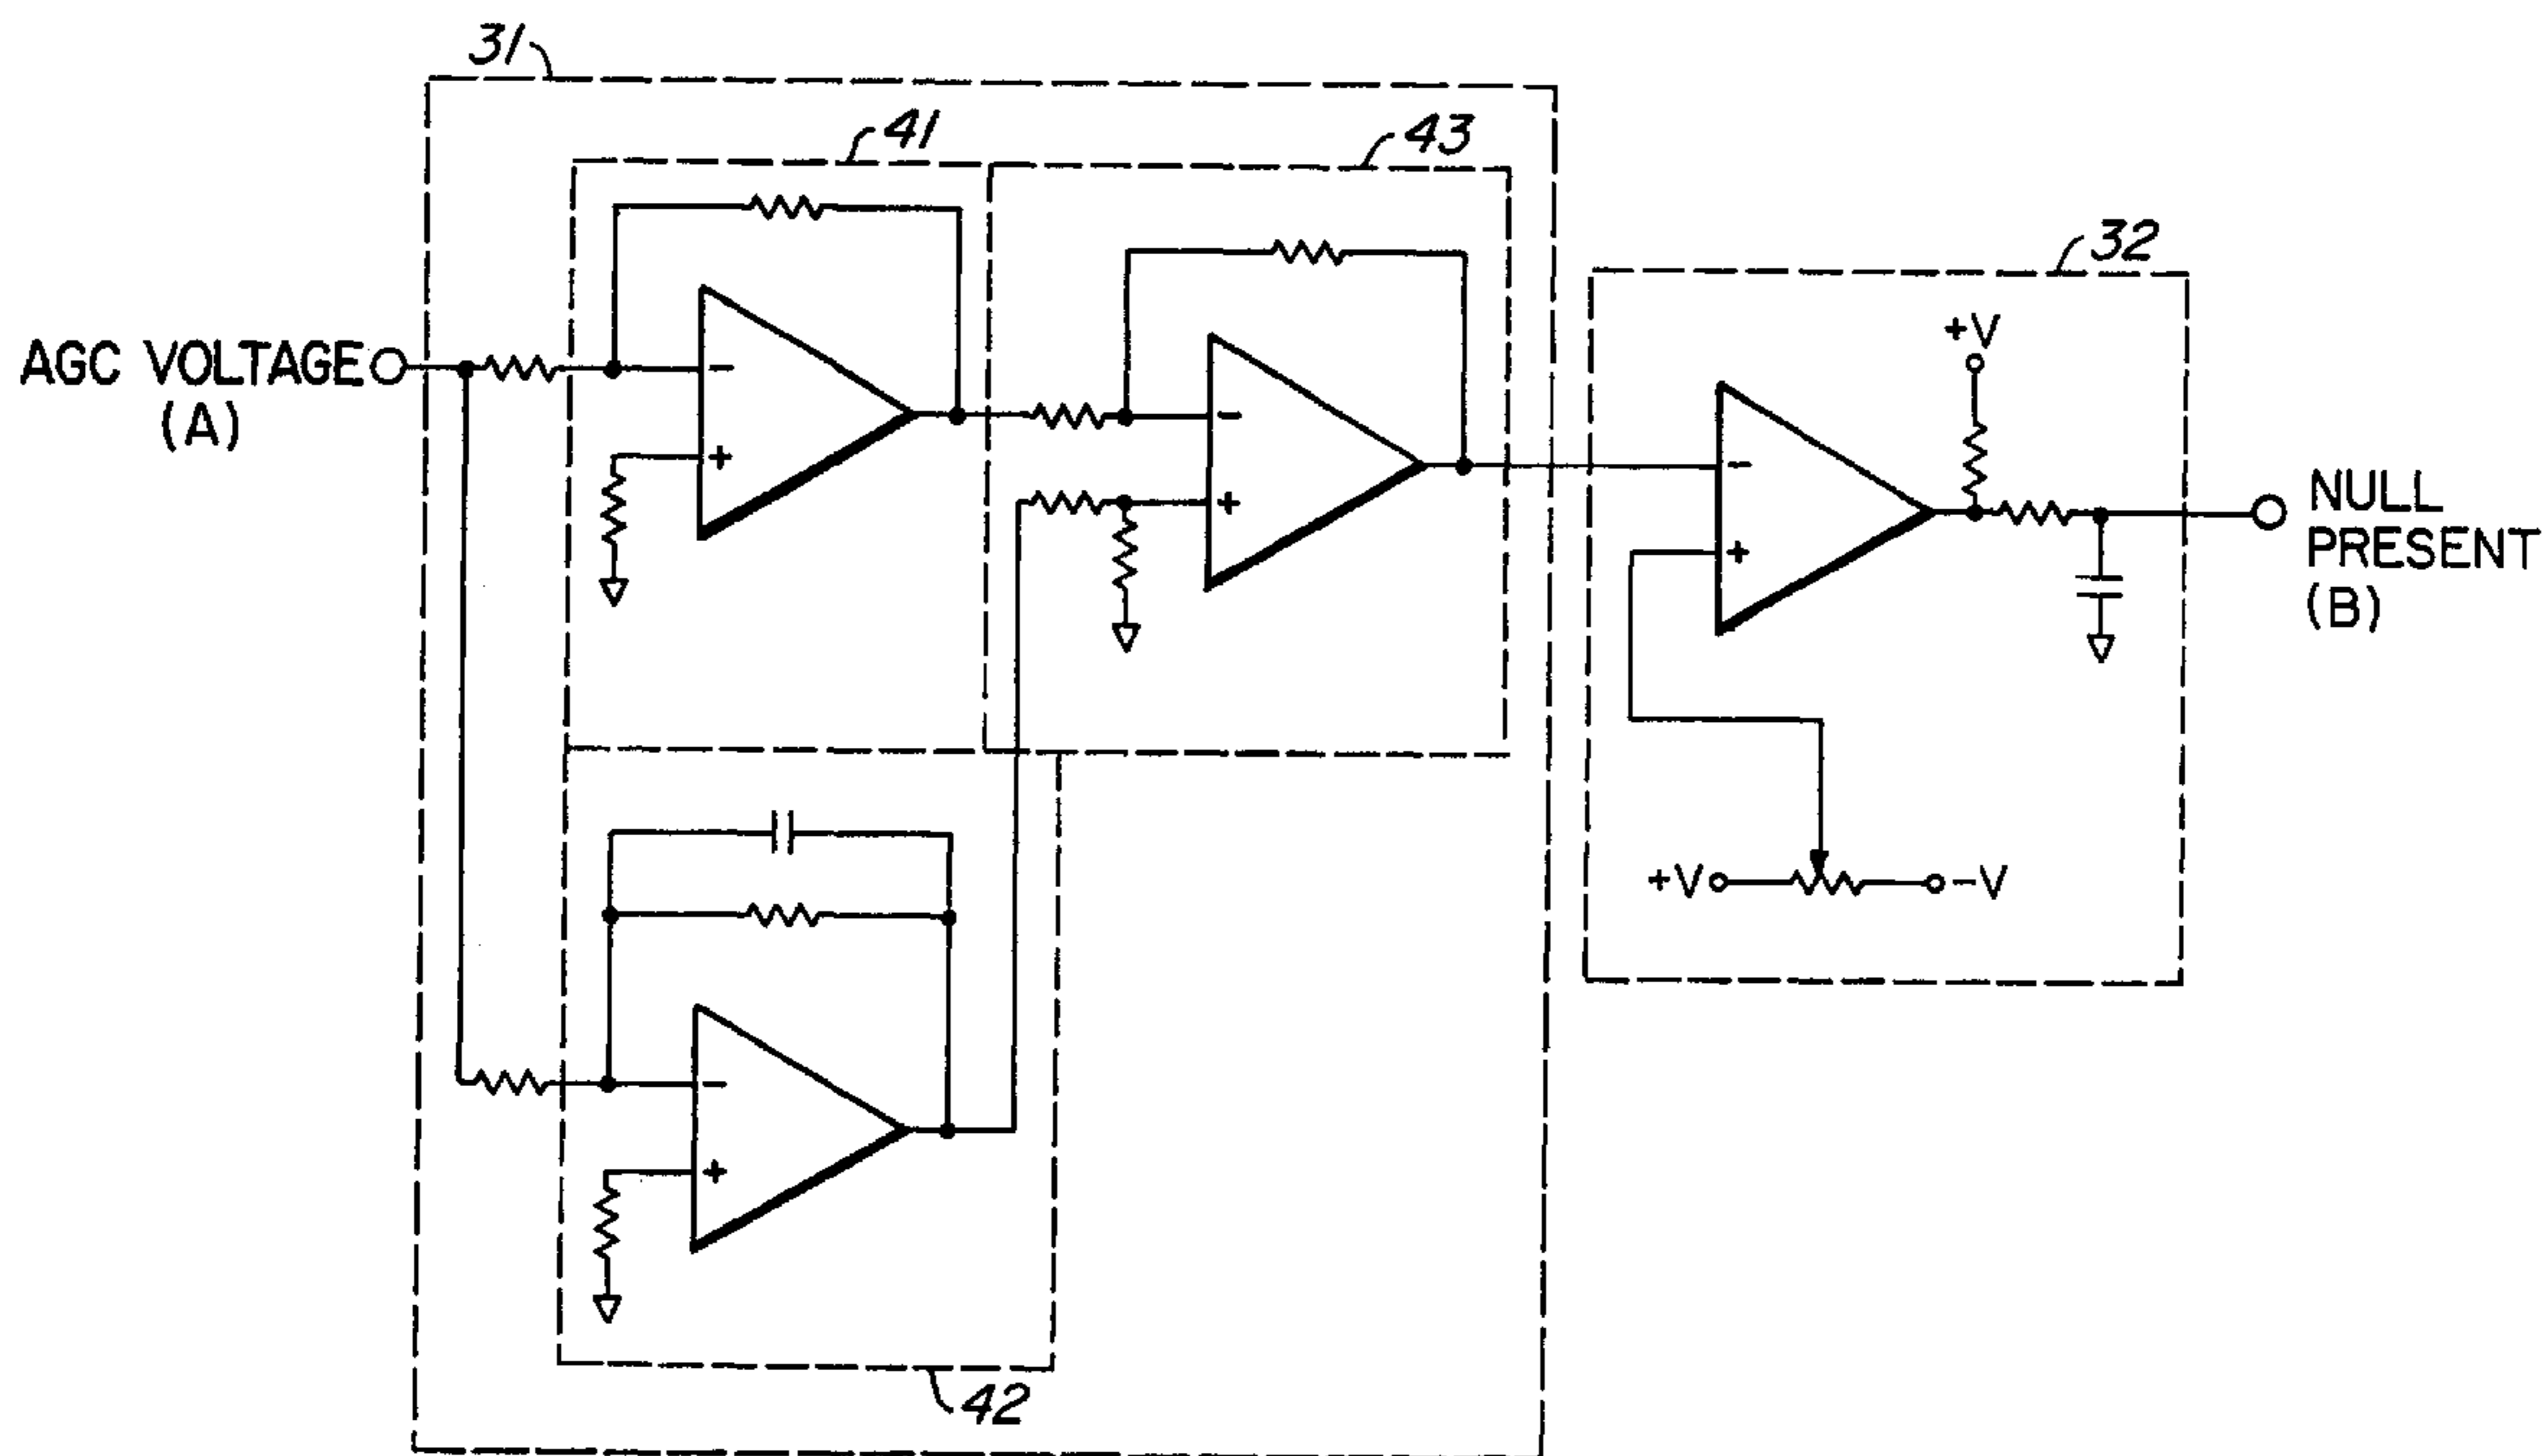 31
41
43
32
AGC VOLTAGE
(A)
-
+
-
+
+V
-
+
NULL
PRESENT
(B)
+V
-V
-
+
42